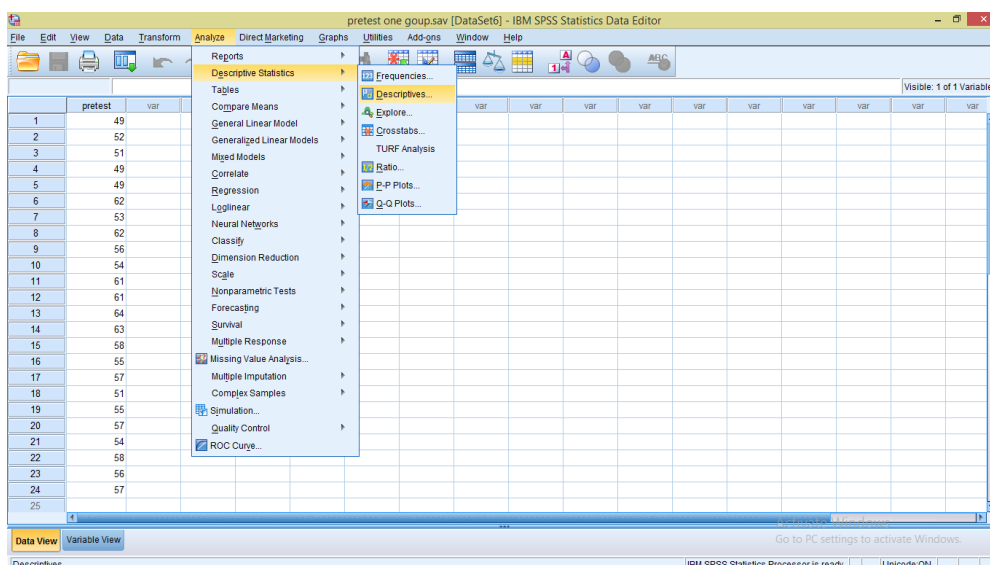 pretest one goup.sav [DataSet6] - IBM SPSS Statistics Data Editor
File Edit View Data Transform Analyze Direct Marketing Graphs Utilities Add-ons Window Help
Visible: 1 of 1 Variable
Reports
Descriptive Statistics
Tables
Compare Means
General Linear Model
Generalized Linear Models
Mixed Models
Correlate
Regression
Loglinear
Neural Networks
Classify
Dimension Reduction
Scale
Nonparametric Tests
Forecasting
Survival
Multiple Response
Missing Value Analysis...
Multiple Imputation
Complex Samples
Simulation...
Quality Control
ROC Curve...
Frequencies...
Descriptives...
Explore...
Crosstabs...
TURF Analysis
Ratio...
P-P Plots...
Q-Q Plots...
pretest var var var var var var var var
1 49
2 52
3 51
4 49
5 49
6 62
7 53
8 62
9 56
10 54
11 61
12 61
13 64
14 63
15 58
16 55
17 57
18 51
19 55
20 57
21 54
22 58
23 56
24 57
25
Activate Windows
Go to PC settings to activate Windows.
Data View Variable View
Descriptives... IBM SPSS Statistics Processor is ready Unicode:ON